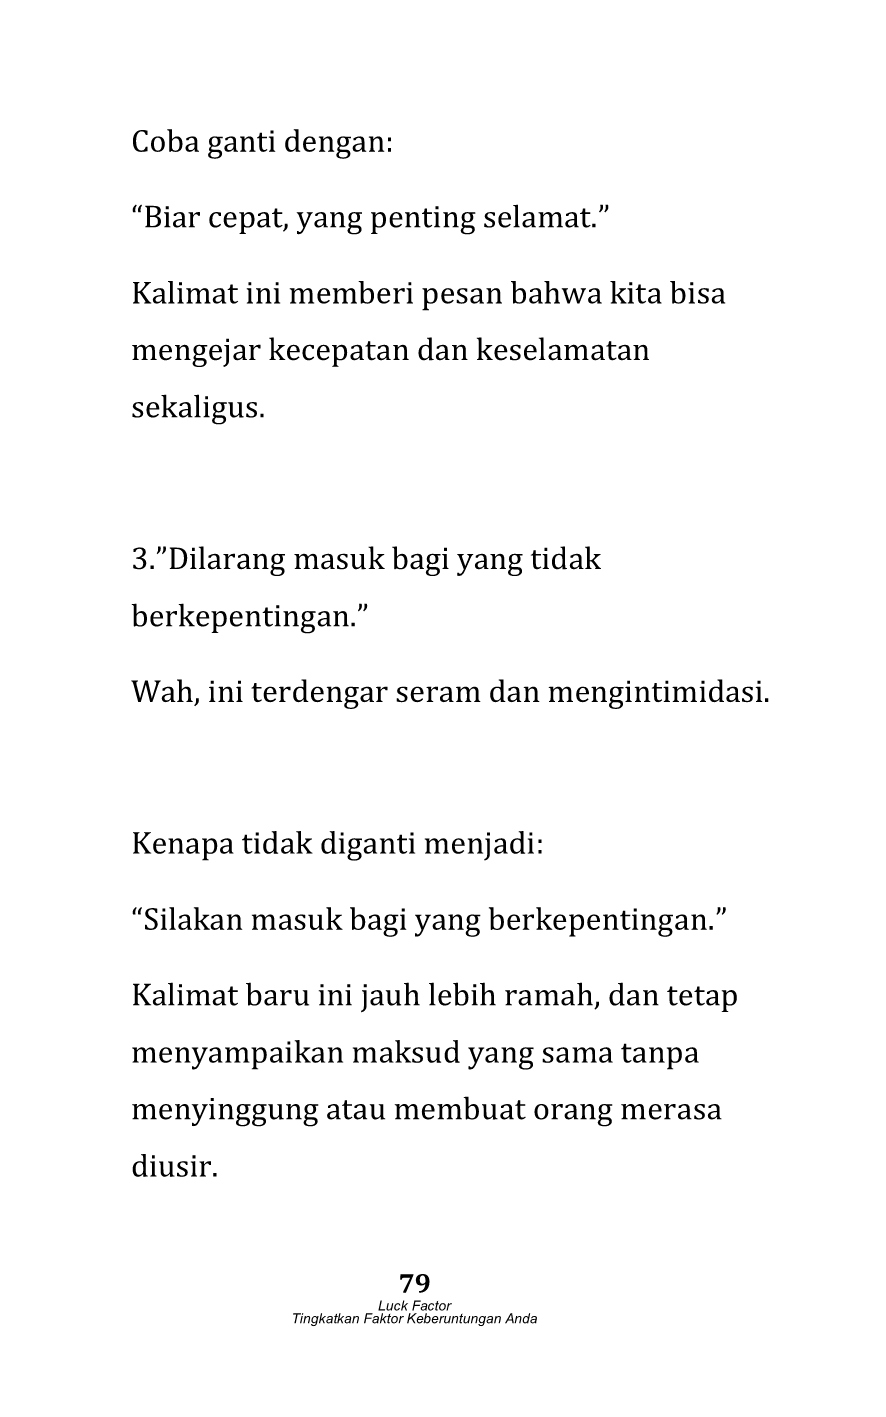 Coba ganti dengan:
“Biar cepat, yang penting selamat.”
Kalimat ini memberi pesan bahwa kita bisa
mengejar kecepatan dan keselamatan
sekaligus.
3.”Dilarang masuk bagi yang tidak
berkepentingan.”
Wah, ini terdengar seram dan mengintimidasi.
Kenapa tidak diganti menjadi:
“Silakan masuk bagi yang berkepentingan.”
Kalimat baru ini jauh lebih ramah, dan tetap
menyampaikan maksud yang sama tanpa
menyinggung atau membuat orang merasa
diusir.
79
Luck Factor
Tingkatkan Faktor Keberuntungan Anda